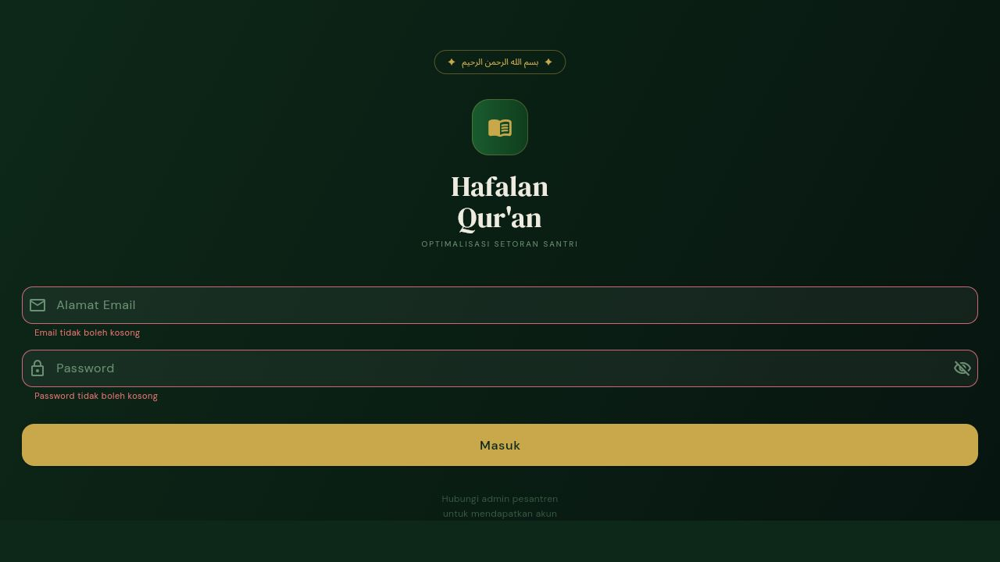 ✦ بسم الله الرحمن الرحيم ✦
Hafalan
Qur'an
OPTIMALISASI SETORAN SANTRI
Alamat Email
Email tidak boleh kosong
Password
Password tidak boleh kosong
Masuk
Hubungi admin pesantren
untuk mendapatkan akun